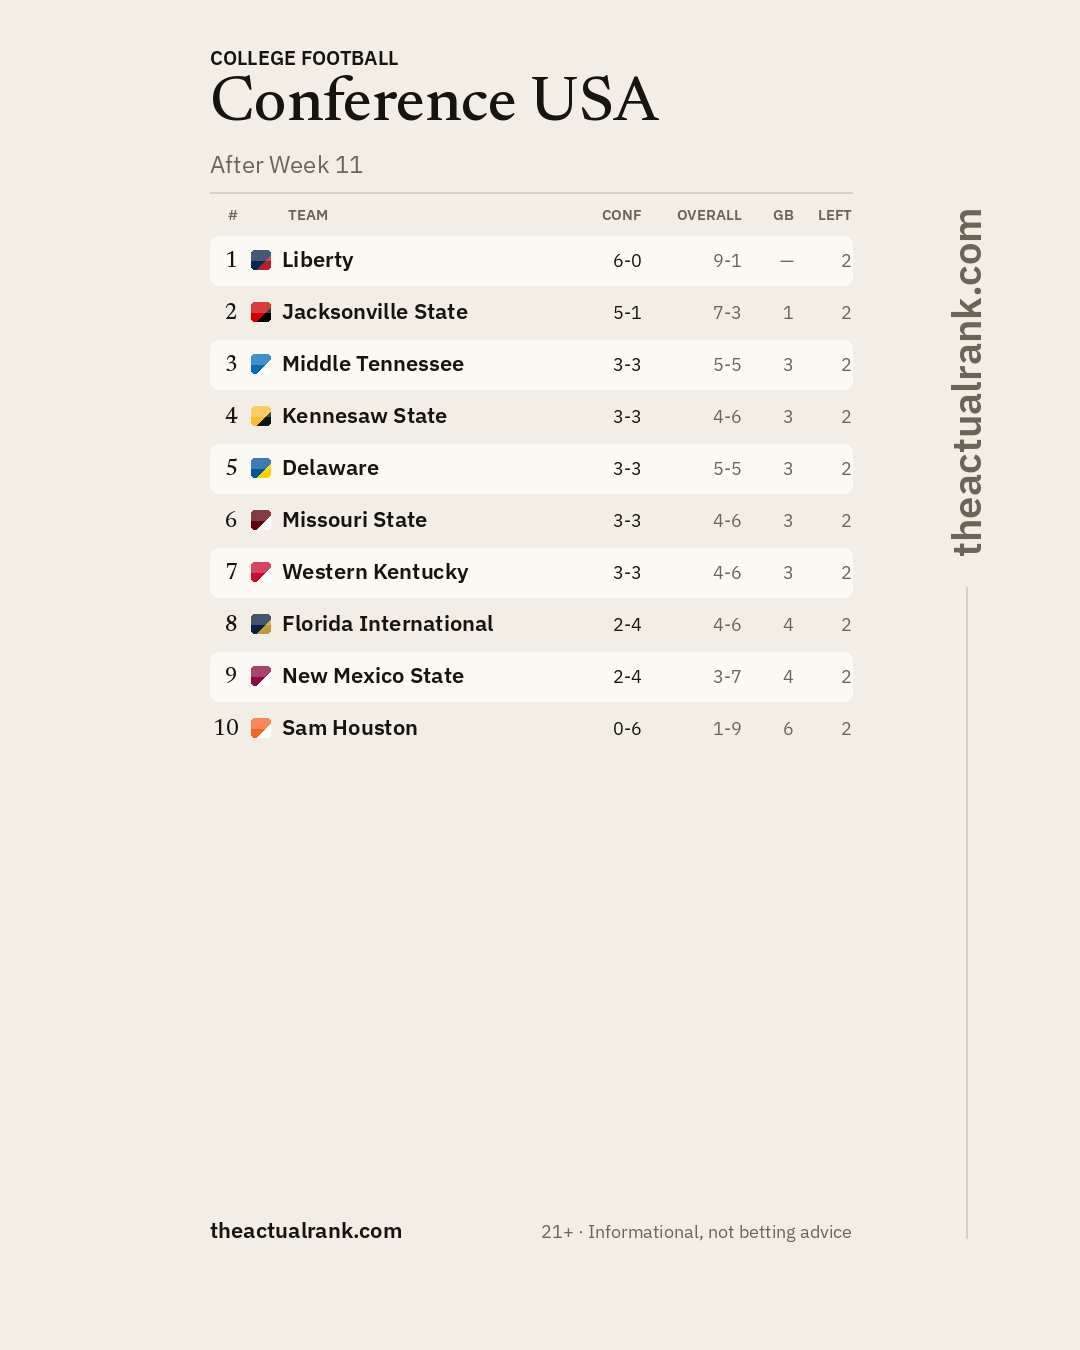 COLLEGE FOOTBALL
Conference USA
After Week 11
# TEAM CONF OVERALL GB LEFT
1 Liberty 6-0 9-1 — 2
2 Jacksonville State 5-1 7-3 1 2
3 Middle Tennessee 3-3 5-5 3 2
4 Kennesaw State 3-3 4-6 3 2
5 Delaware 3-3 5-5 3 2
6 Missouri State 3-3 4-6 3 2
7 Western Kentucky 3-3 4-6 3 2
8 Florida International 2-4 4-6 4 2
9 New Mexico State 2-4 3-7 4 2
10 Sam Houston 0-6 1-9 6 2
theactualrank.com
theactualrank.com 21+ · Informational, not betting advice